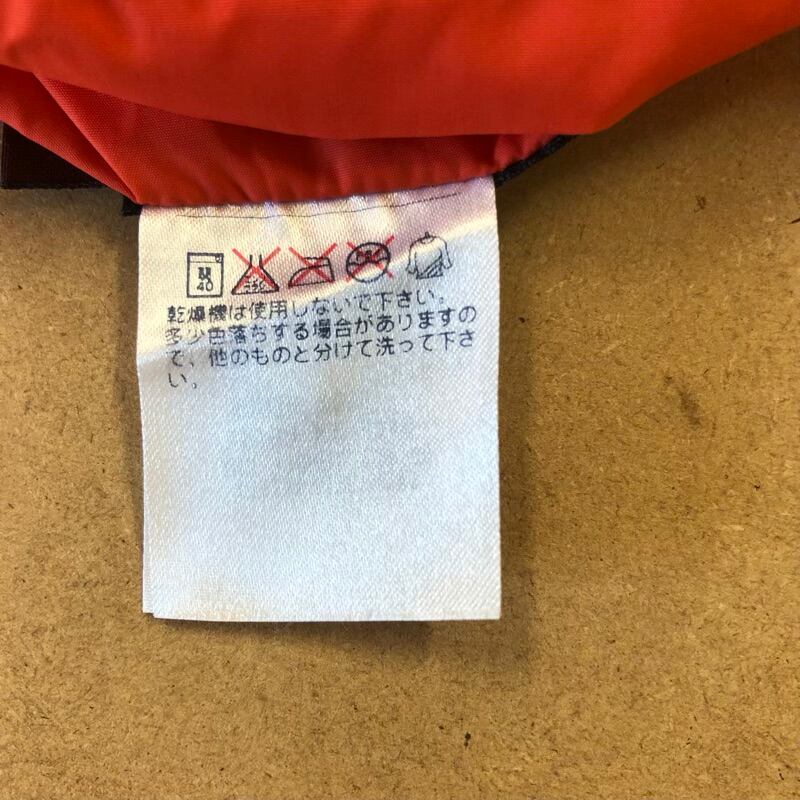 40
乾燥機は使用しないで下さい。
多少色落ちする場合がありますの
で、他のものと分けて洗って下さ
い。